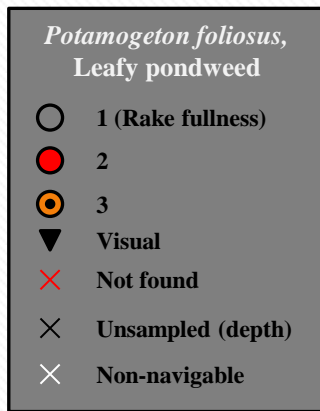 Potamogeton foliosus,
Leafy pondweed
1 (Rake fullness)
2
3
Visual
Not found
Unsampled (depth)
Non-navigable